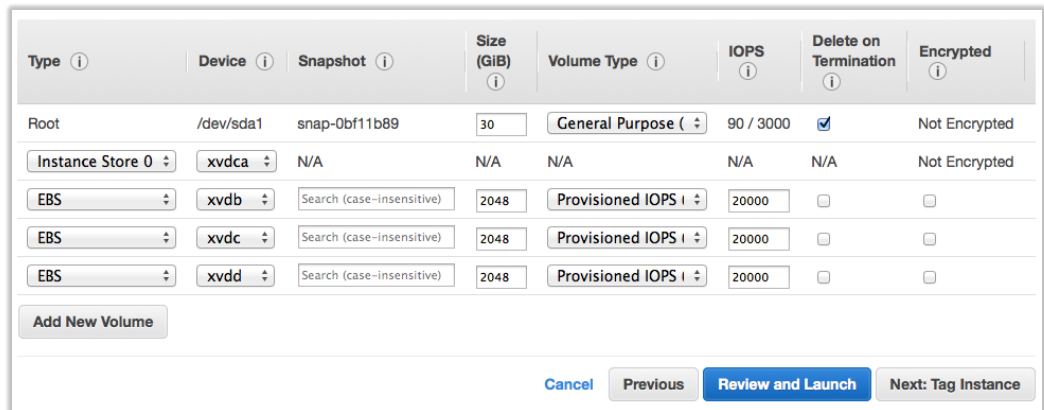 Type Device Snapshot Size (GiB) Volume Type IOPS Delete on Termination Encrypted
Root /dev/sda1 snap-0bf11b89 30 General Purpose ( 90 / 3000 Not Encrypted
Instance Store 0 xvdca N/A N/A N/A N/A N/A Not Encrypted
EBS xvdb Search (case-insensitive) 2048 Provisioned IOPS ( 20000
EBS xvdc Search (case-insensitive) 2048 Provisioned IOPS ( 20000
EBS xvdd Search (case-insensitive) 2048 Provisioned IOPS ( 20000
Add New Volume
Cancel Previous Review and Launch Next: Tag Instance